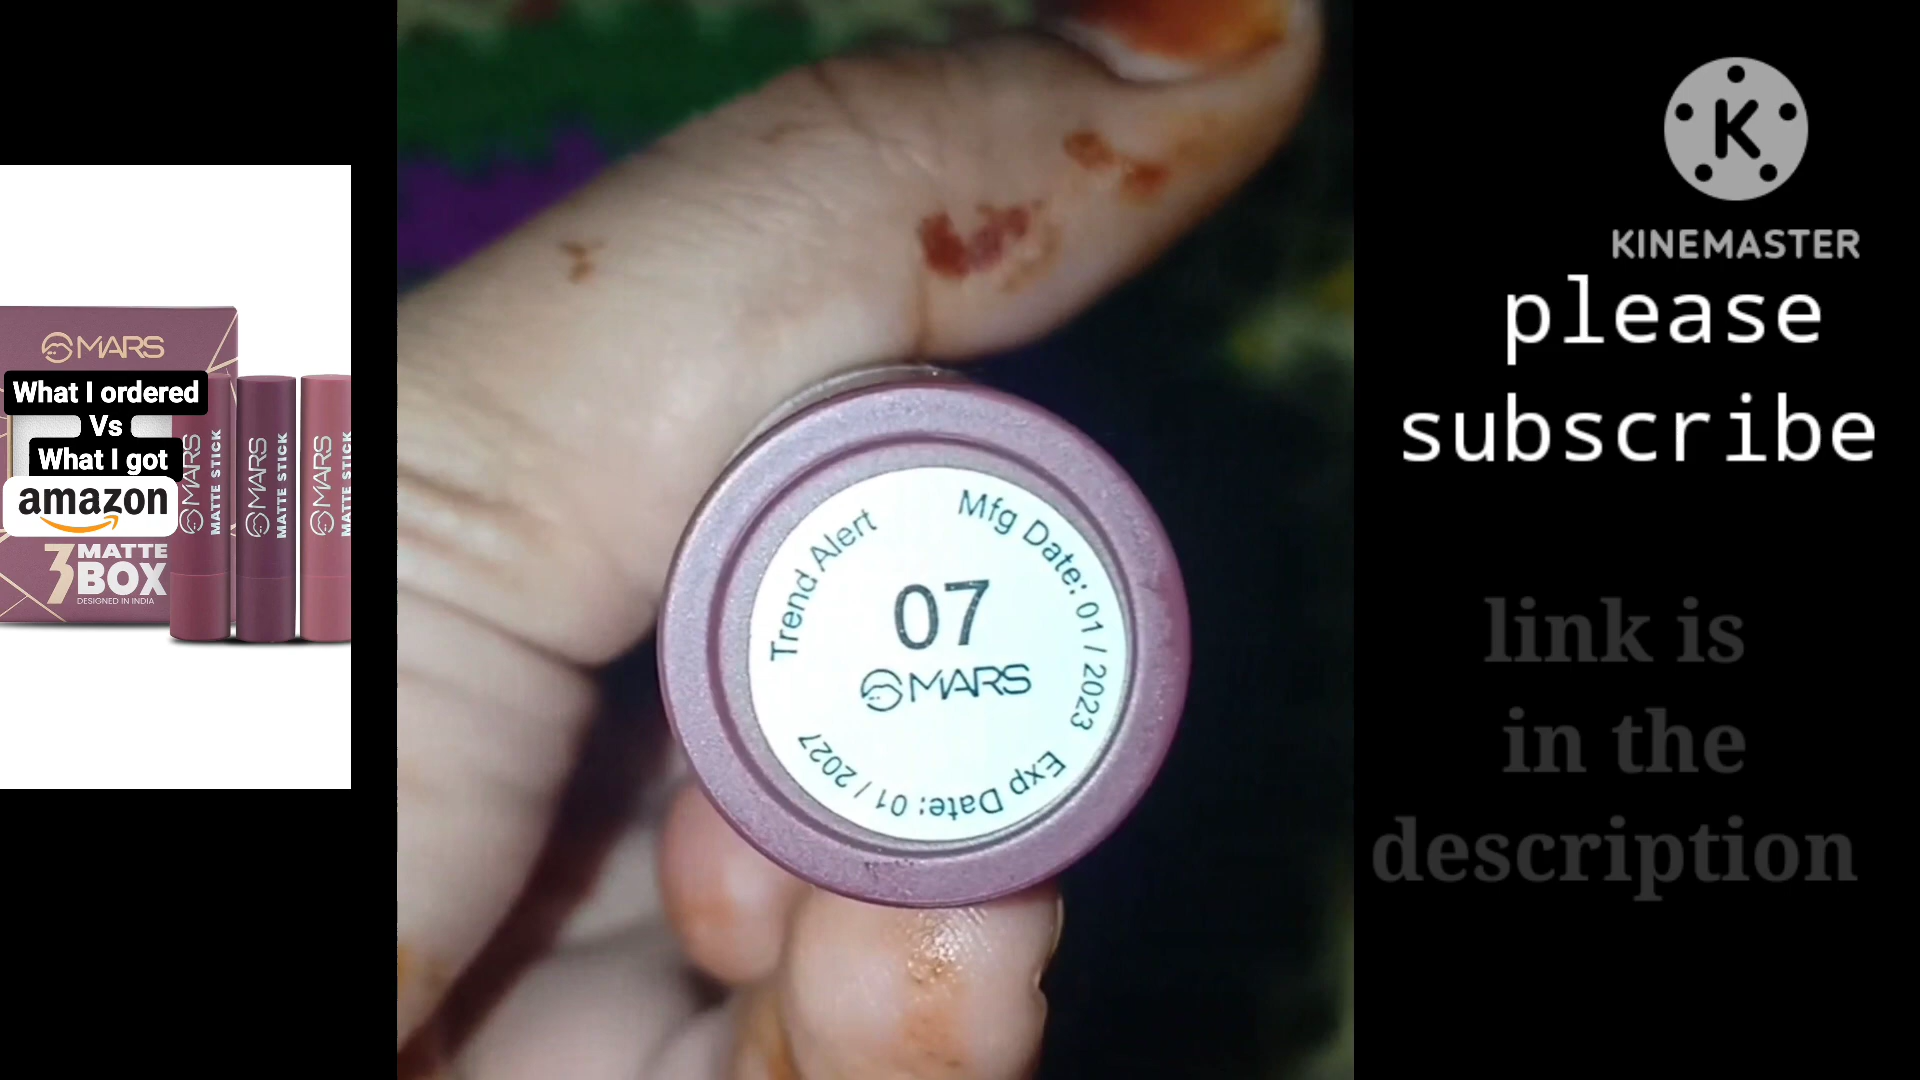 MARS
What I ordered
Vs
What I got
amazon
3 MATTE
BOX
DESIGNED IN INDIA
MARS
MATTE STICK
MARS
MATTE STICK
MARS
MATTE STICK
Trend Alert
Mfg Date: 01 / 2023
07
MARS
Exp Date: 01 / 2027
K
KINEMASTER
please
subscribe
link is
in the
description